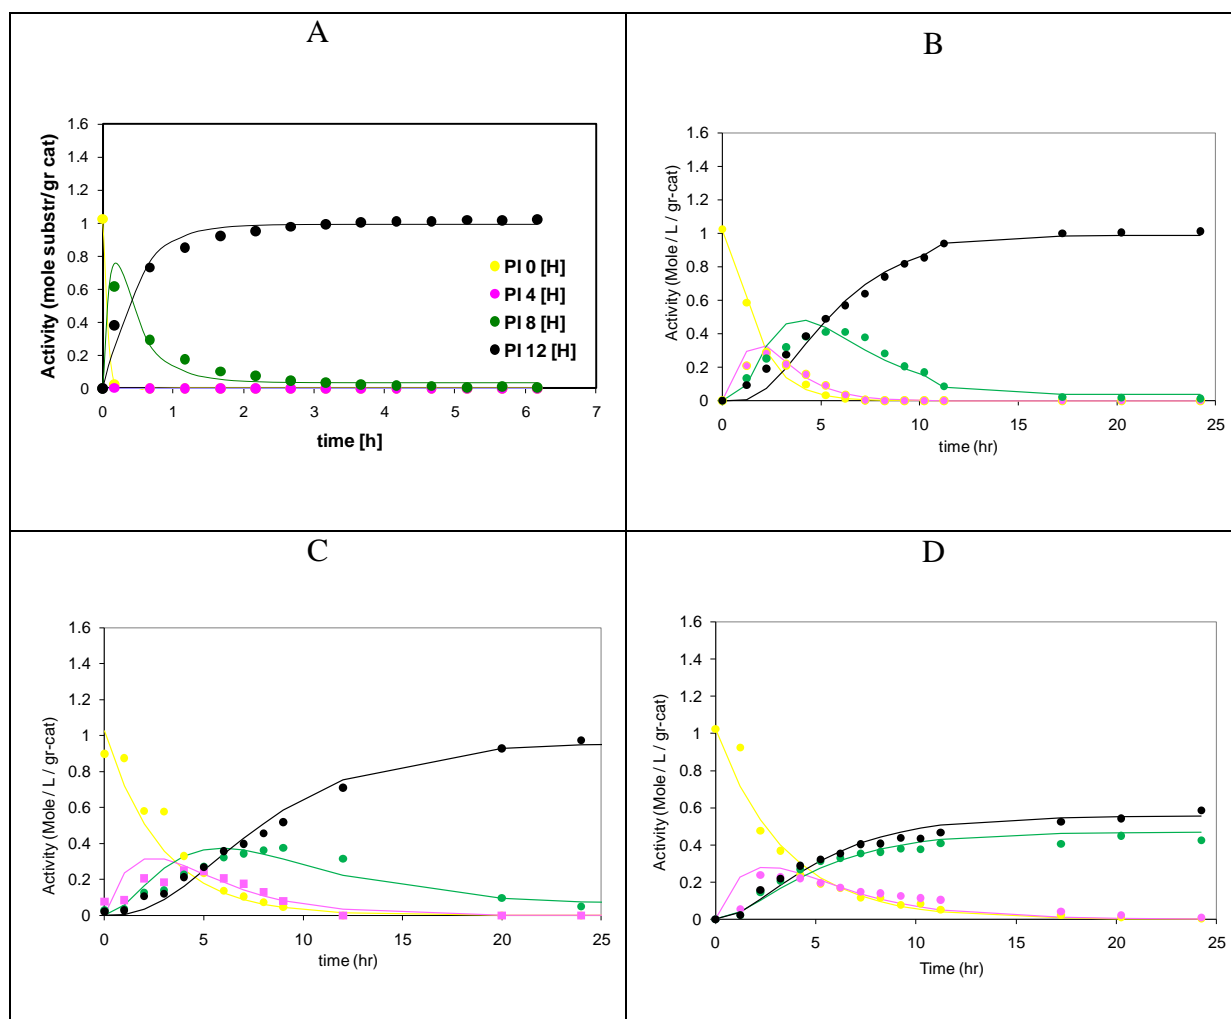 A
Activity (mole substr/gr cat)
1.6
1.4
1.2
1
0.8
0.6
0.4
0.2
0
0 1 2 3 4 5 6 7
time [h]
PI 0 [H]
PI 4 [H]
PI 8 [H]
PI 12 [H]
B
Activity (Mole / L / gr-cat)
1.6
1.4
1.2
1
0.8
0.6
0.4
0.2
0
0 5 10 15 20 25
time (hr)
C
Activity (Mole / L / gr-cat)
1.6
1.4
1.2
1
0.8
0.6
0.4
0.2
0
0 5 10 15 20 25
time (hr)
D
Activity (Mole / L / gr-cat)
1.6
1.4
1.2
1
0.8
0.6
0.4
0.2
0
0 5 10 15 20 25
Time (hr)